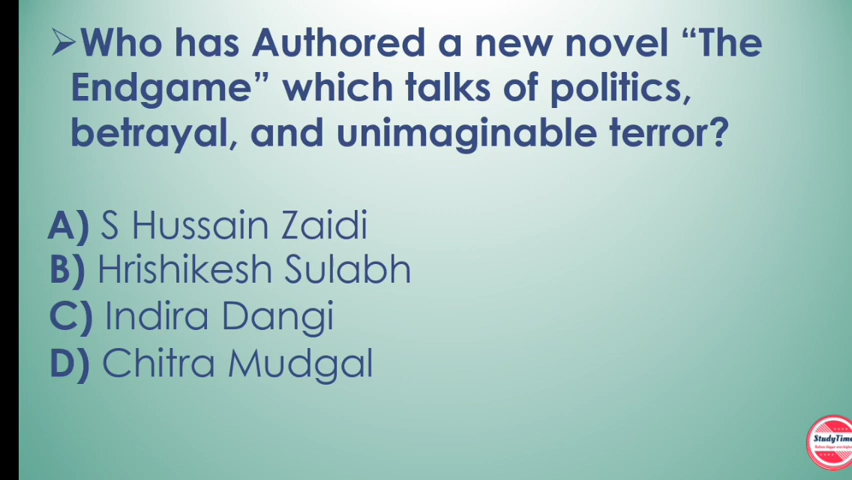 ➢Who has Authored a new novel “The
Endgame” which talks of politics,
betrayal, and unimaginable terror?
A) S Hussain Zaidi
B) Hrishikesh Sulabh
C) Indira Dangi
D) Chitra Mudgal
StudyTime